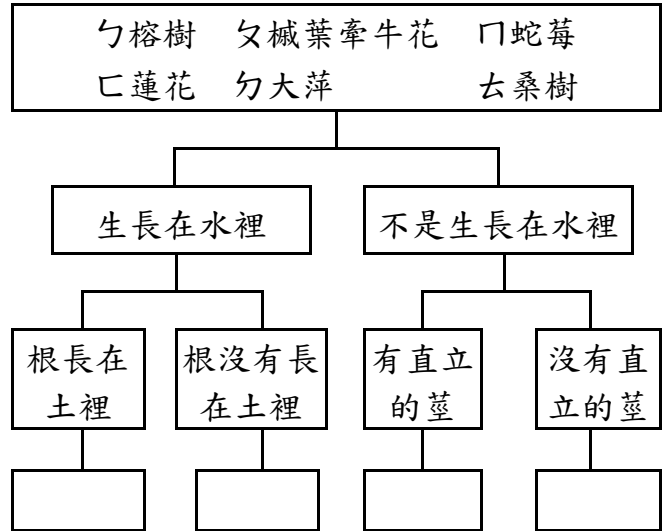 ㄅ榕樹 ㄆ槭葉牽牛花 ㄇ蛇莓
ㄈ蓮花 ㄉ大萍 ㄊ桑樹
生長在水裡 不是生長在水裡
根長在 根沒有長 有直立 沒有直
土裡 在土裡 的莖 立的莖